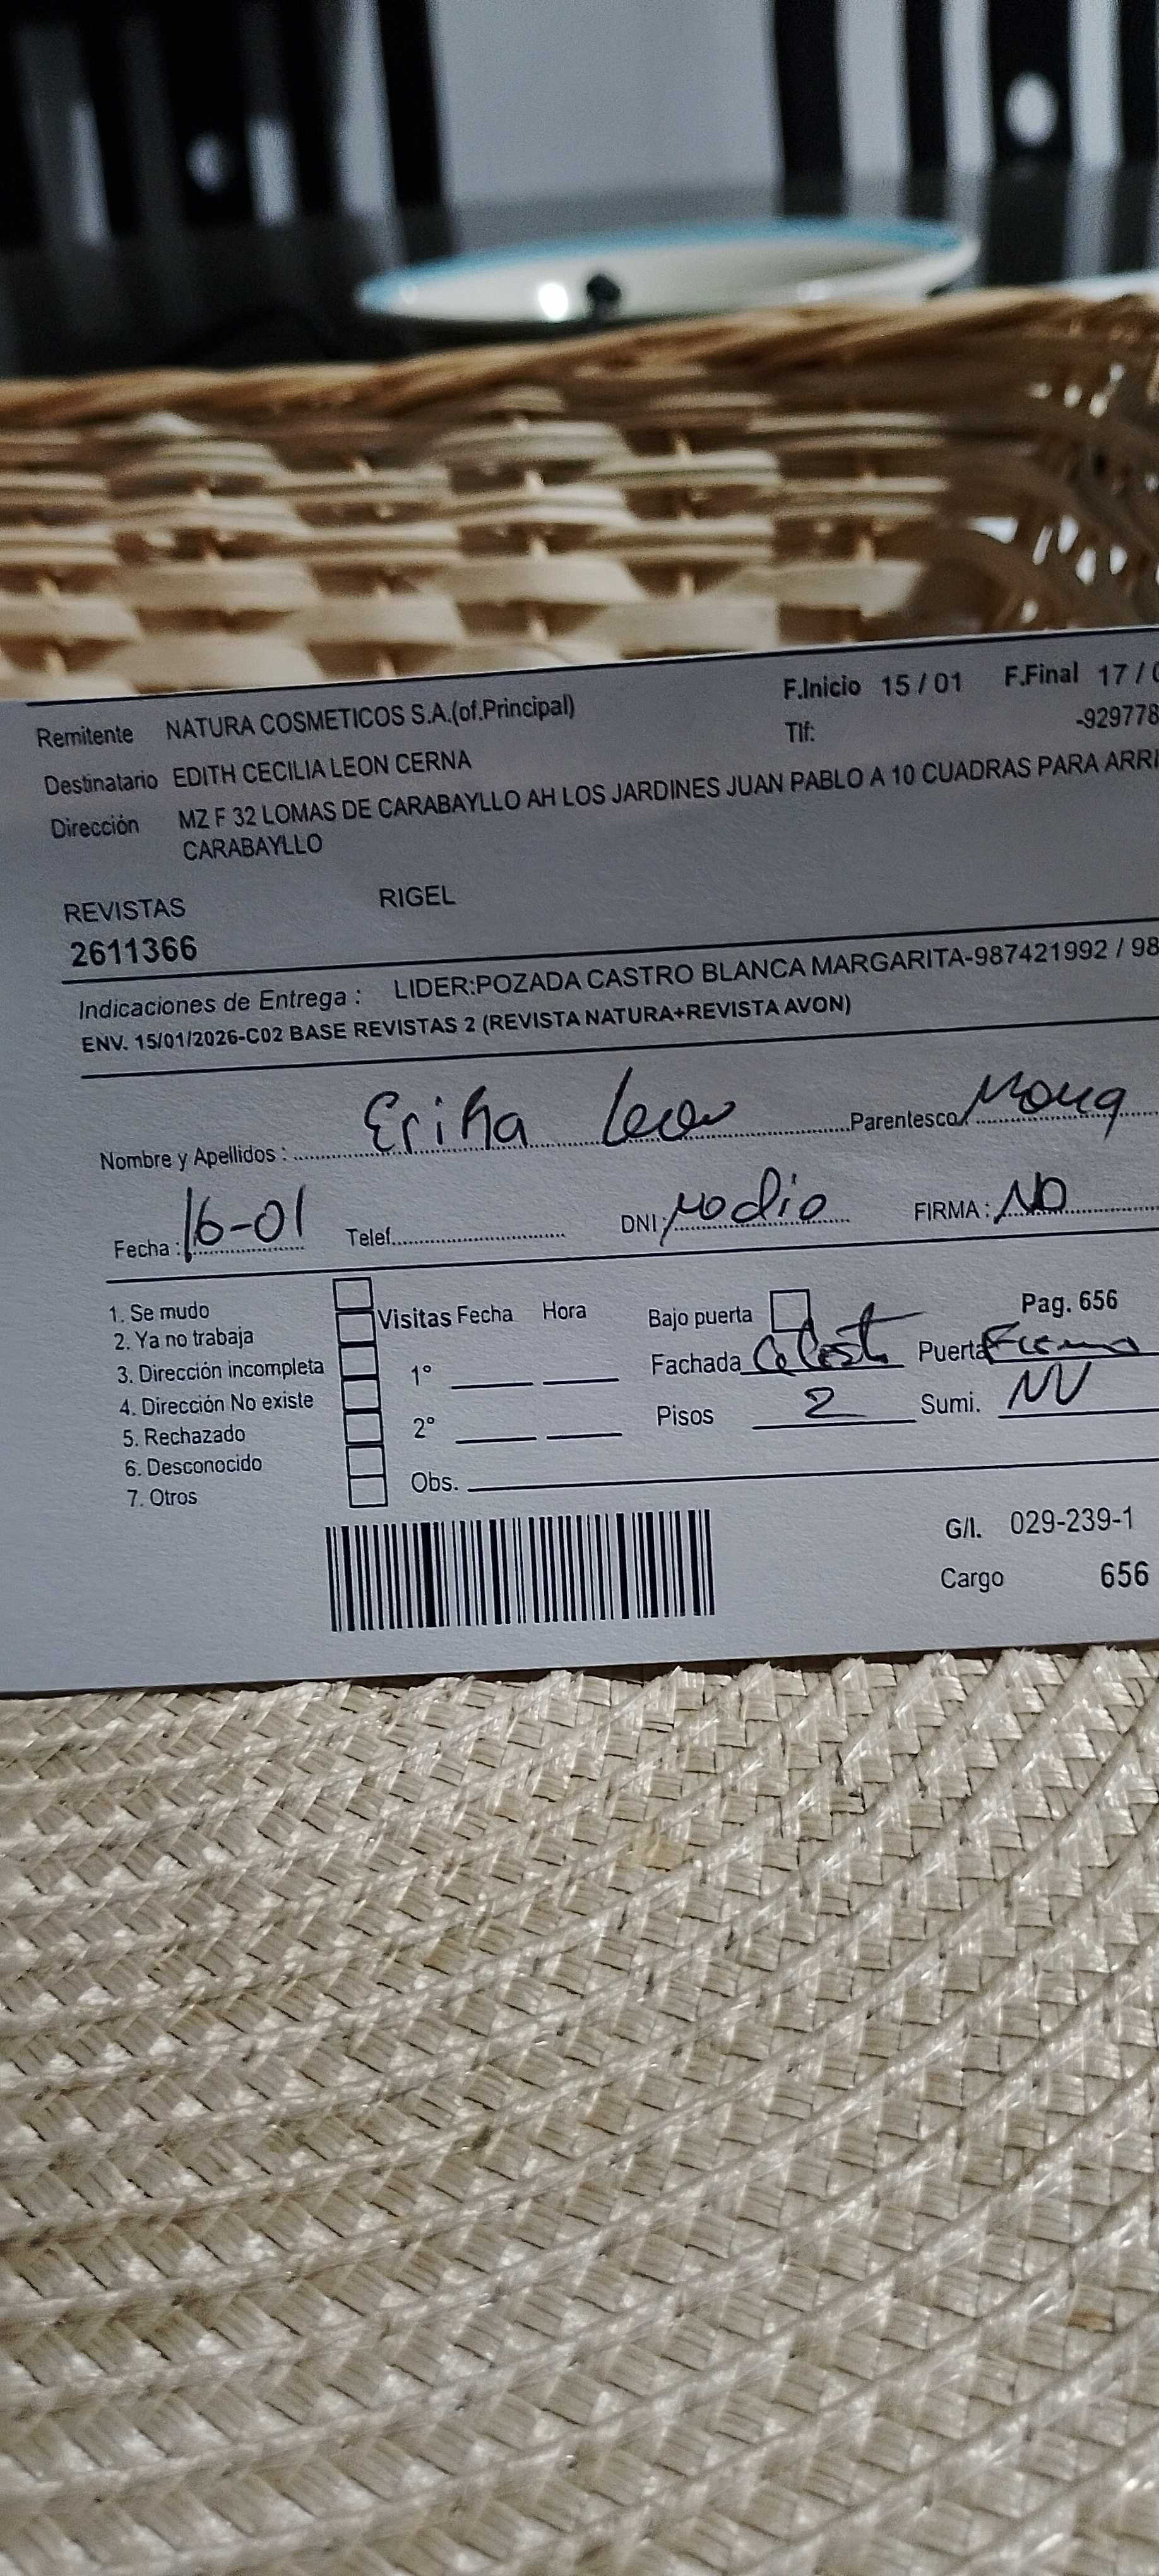 F.Inicio 15 / 01 F.Final 17 /
Remitente NATURA COSMETICOS S.A.(of.Principal)
Tlf: -929778
Destinatario EDITH CECILIA LEON CERNA
Dirección MZ F 32 LOMAS DE CARABAYLLO AH LOS JARDINES JUAN PABLO A 10 CUADRAS PARA ARRI
CARABAYLLO
REVISTAS RIGEL
2611366
Indicaciones de Entrega : LIDER:POZADA CASTRO BLANCA MARGARITA-987421992 / 98
ENV. 15/01/2026-C02 BASE REVISTAS 2 (REVISTA NATURA+REVISTA AVON)
Nombre y Apellidos : Erika Leon Parentesco
Fecha : 16-01 Telef. DNI: FIRMA : NO
1. Se mudo
2. Ya no trabaja
3. Dirección incompleta
4. Dirección No existe
5. Rechazado
6. Desconocido
7. Otros
Visitas Fecha Hora
1°
2°
Obs.
Bajo puerta Pag. 656
Fachada Celeste Puerta
Pisos 2 Sumi.
G/I. 029-239-1
Cargo 656